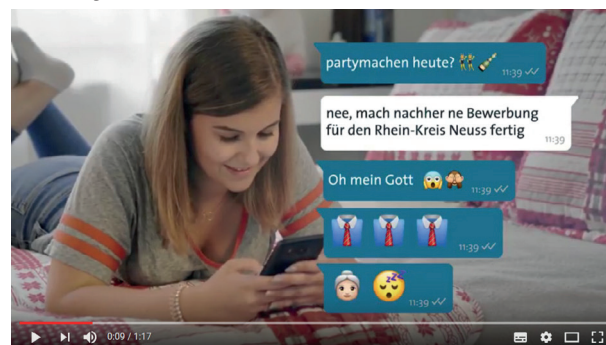 partymachen heute? 👯🍾
11:39
nee, mach nachher ne Bewerbung
für den Rhein-Kreis Neuss fertig
11:39
Oh mein Gott 😱🙈
11:39
👔 👔 👔
11:39
👵 😴
11:39
0:09 / 1:17